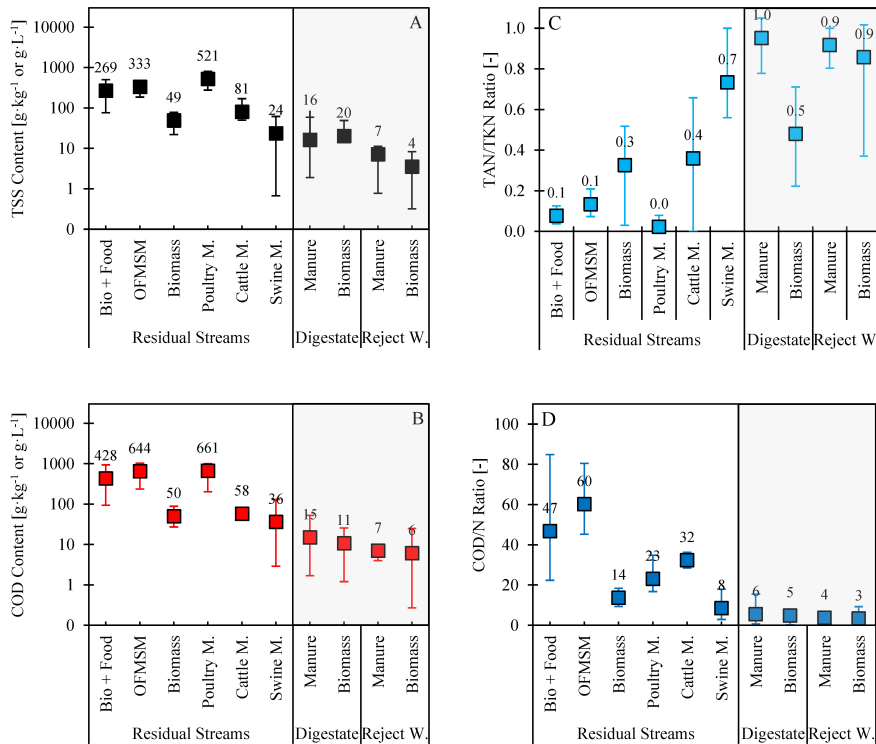 A
TSS Content [g·kg⁻¹ or g·L⁻¹]
10000
1000
100
10
1
0
269
333
49
521
81
24
16
20
7
4
Bio + Food
OFMSM
Biomass
Poultry M.
Cattle M.
Swine M.
Manure
Biomass
Manure
Biomass
Residual Streams
Digestate
Reject W.
C
TAN/TKN Ratio [-]
1.0
0.8
0.6
0.4
0.2
0.0
0.1
0.1
0.3
0.0
0.4
0.7
1.0
0.5
0.9
0.9
Bio + Food
OFMSM
Biomass
Poultry M.
Cattle M.
Swine M.
Manure
Biomass
Manure
Biomass
Residual Streams
Digestate
Reject W.
B
COD Content [g·kg⁻¹ or g·L⁻¹]
10000
1000
100
10
1
0
428
644
50
661
58
36
15
11
7
6
Bio + Food
OFMSM
Biomass
Poultry M.
Cattle M.
Swine M.
Manure
Biomass
Manure
Biomass
Residual Streams
Digestate
Reject W.
D
COD/N Ratio [-]
100
80
60
40
20
0
47
60
14
23
32
8
6
5
4
3
Bio + Food
OFMSM
Biomass
Poultry M.
Cattle M.
Swine M.
Manure
Biomass
Manure
Biomass
Residual Streams
Digestate
Reject W.